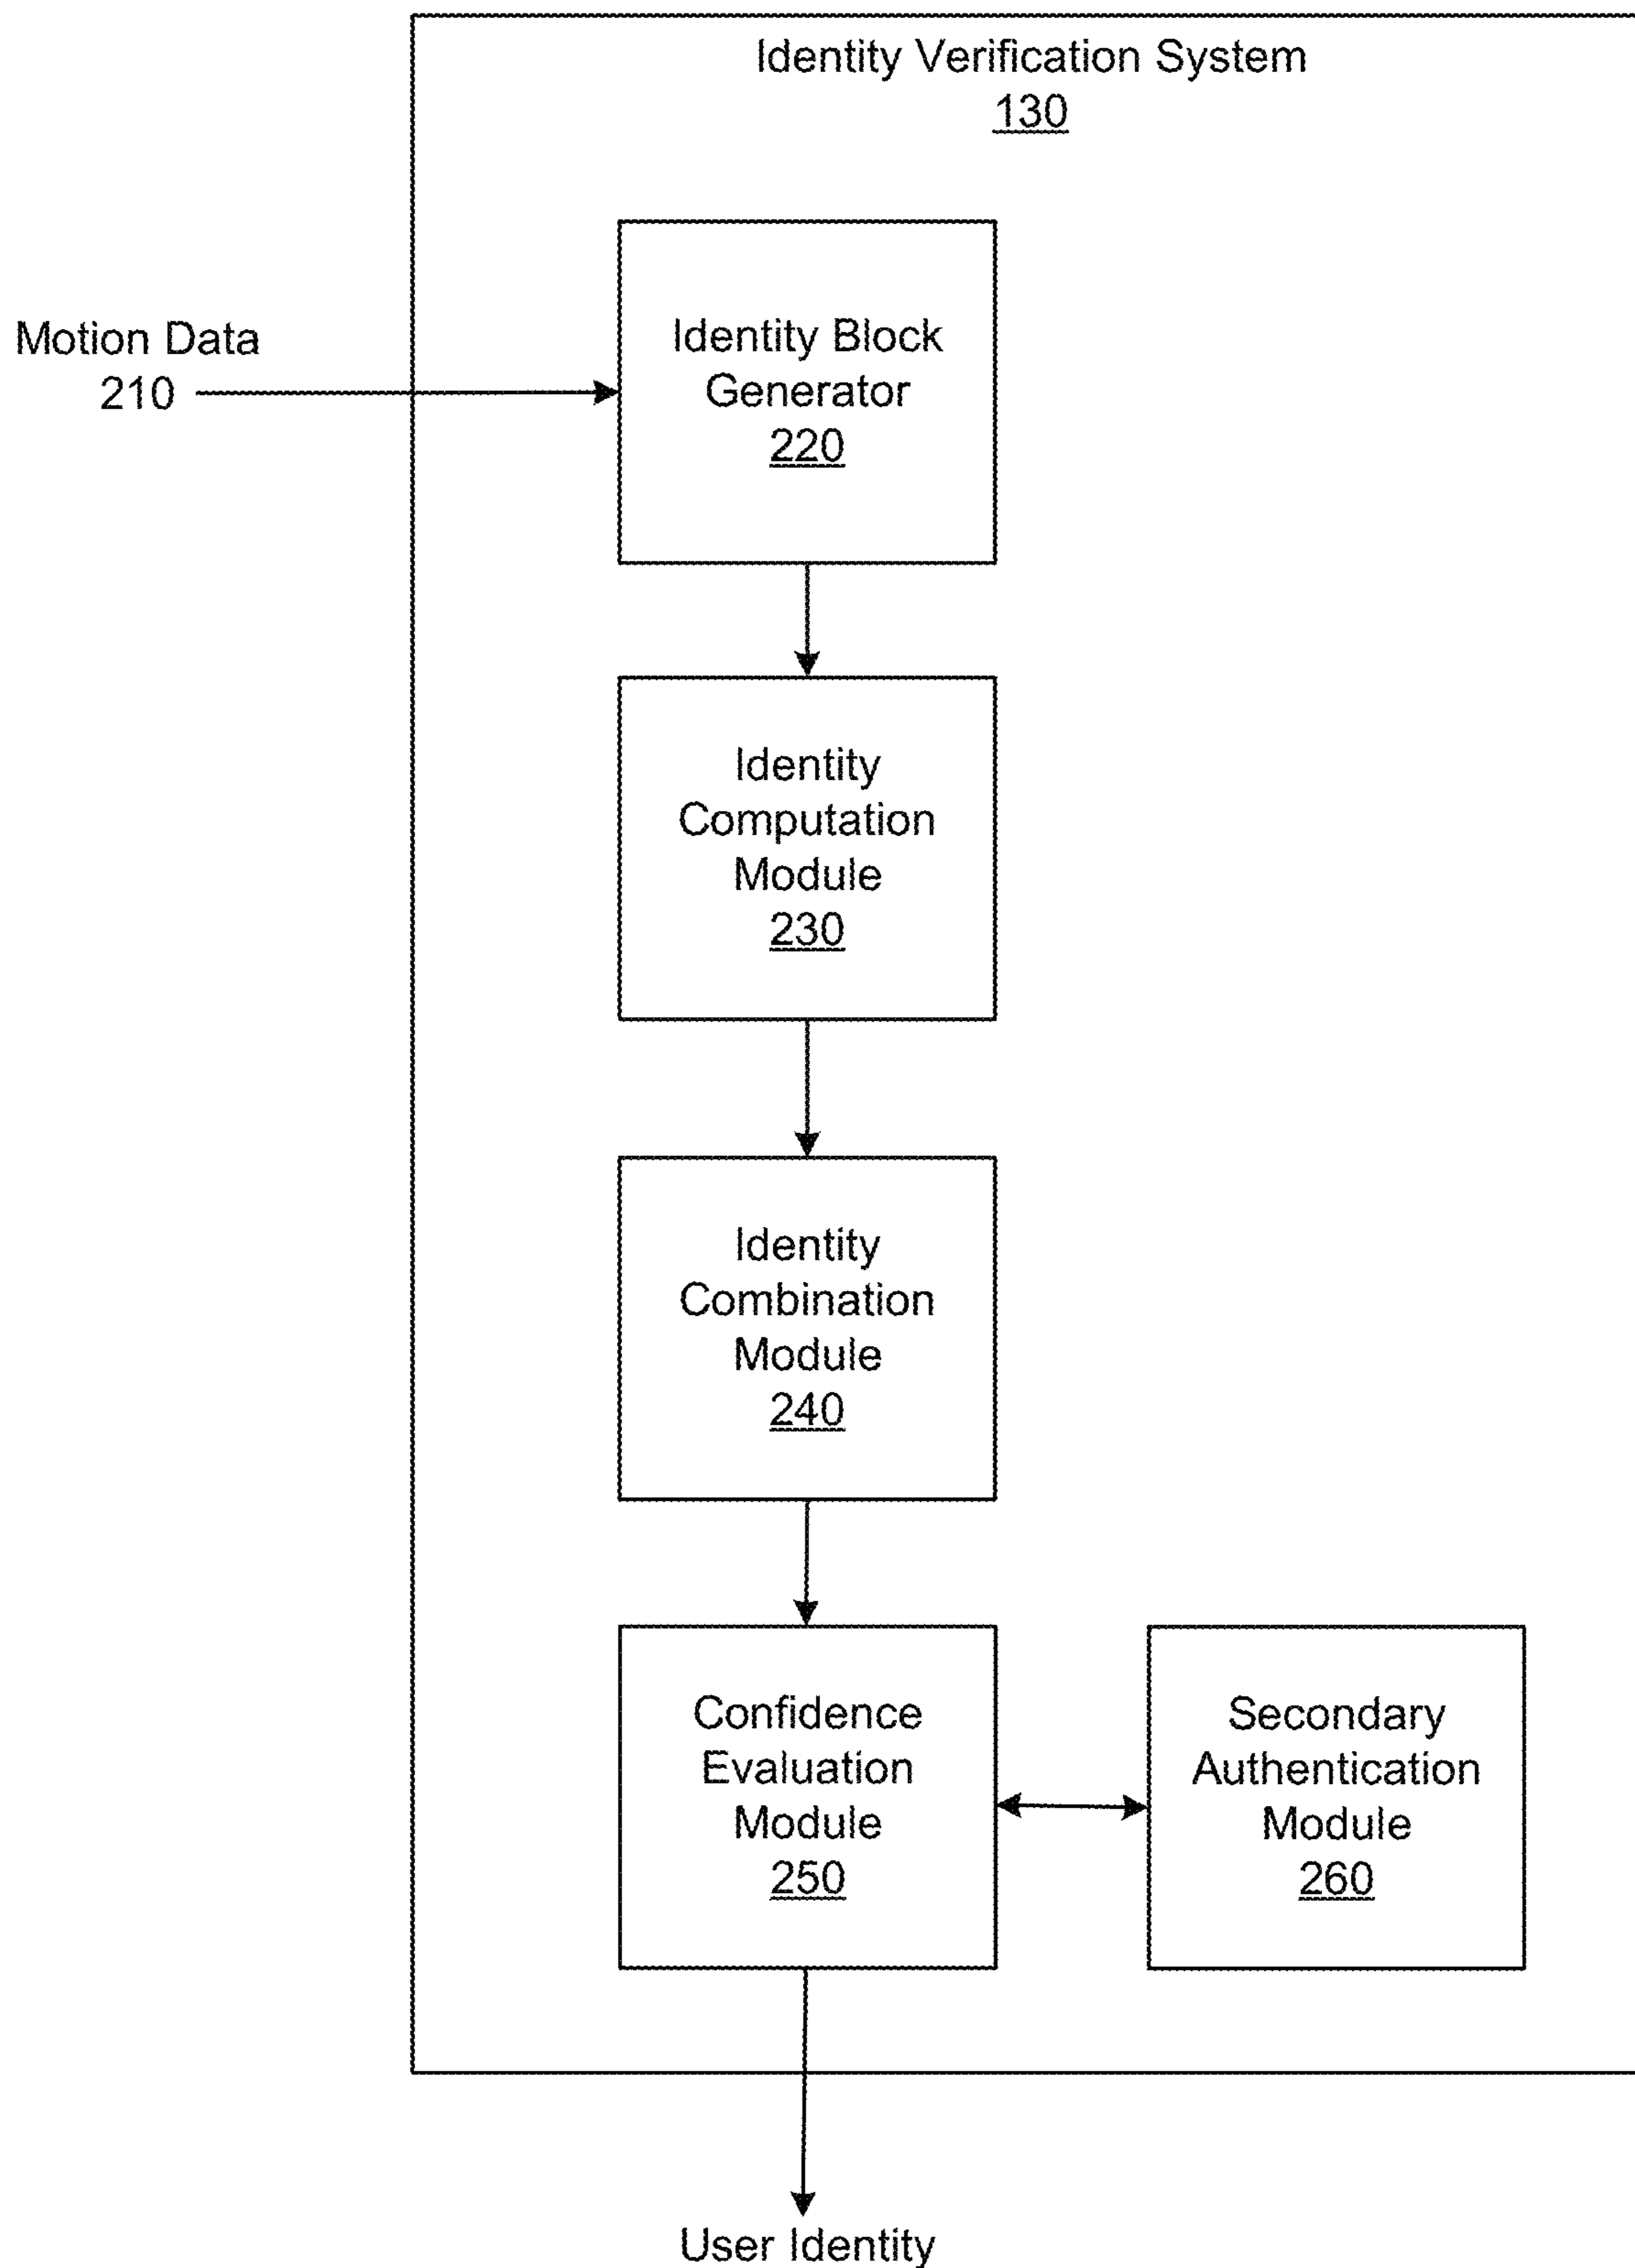 Identity Verification System
130
Motion Data
210
Identity Block
Generator
220
Identity
Computation
Module
230
Identity
Combination
Module
240
Confidence
Evaluation
Module
250
Secondary
Authentication
Module
260
User Identity